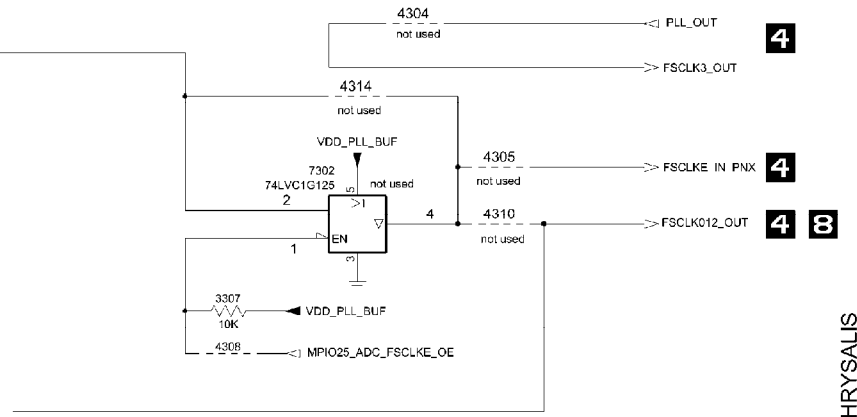 4304
not used
PLL_OUT
4
FSCLK3_OUT
4314
not used
VDD_PLL_BUF
7302
74LVC1G125
not used
5
>1
2
4
4305
not used
FSCLKE IN PNX
4
4310
not used
FSCLK012_OUT
4 8
EN
1
3
3307
10K
VDD_PLL_BUF
4308
MPIO25_ADC_FSCLKE_OE
HRYSALIS